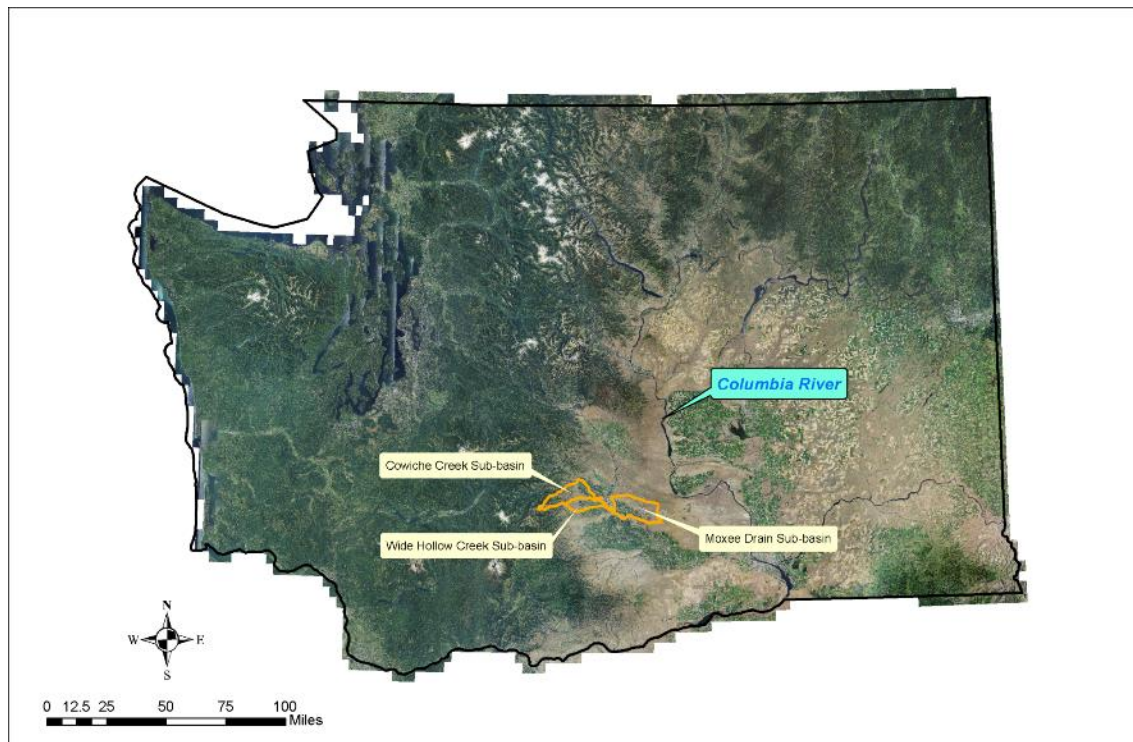 Columbia River
Cowiche Creek Sub-basin
Wide Hollow Creek Sub-basin
Moxee Drain Sub-basin
N
W E
S
0 12.5 25 50 75 100
Miles